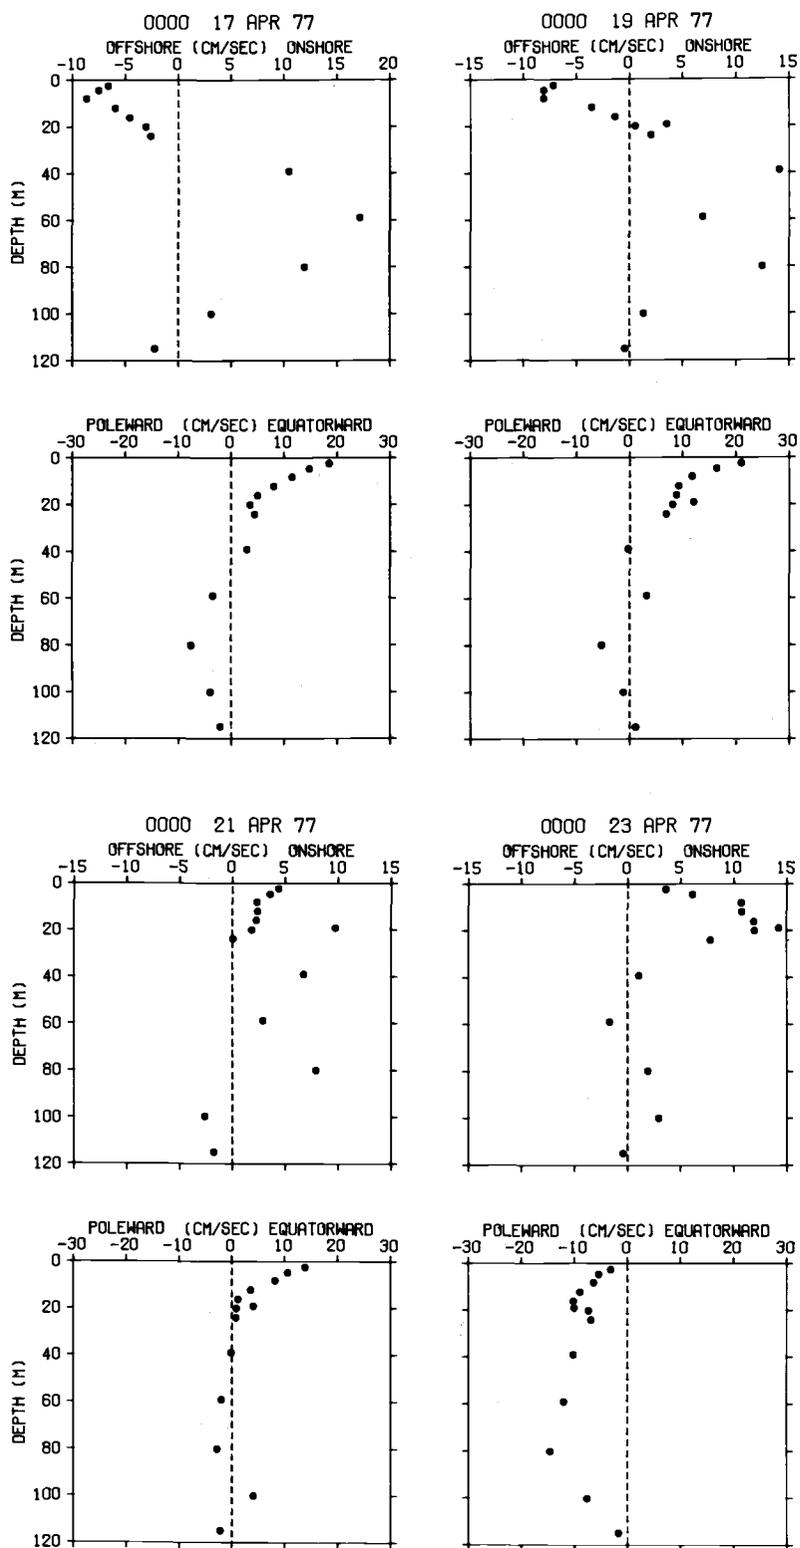 0000 17 APR 77
OFFSHORE (CM/SEC) ONSHORE
-10 -5 0 5 10 15 20
0
20
40
60
80
100
120
DEPTH (M)
0000 19 APR 77
OFFSHORE (CM/SEC) ONSHORE
-15 -10 -5 0 5 10 15
POLEWARD (CM/SEC) EQUATORWARD
-30 -20 -10 0 10 20 30
0
20
40
60
80
100
120
DEPTH (M)
POLEWARD (CM/SEC) EQUATORWARD
-30 -20 -10 0 10 20 30
0000 21 APR 77
OFFSHORE (CM/SEC) ONSHORE
-15 -10 -5 0 5 10 15
0
20
40
60
80
100
120
DEPTH (M)
0000 23 APR 77
OFFSHORE (CM/SEC) ONSHORE
-15 -10 -5 0 5 10 15
POLEWARD (CM/SEC) EQUATORWARD
-30 -20 -10 0 10 20 30
0
20
40
60
80
100
120
DEPTH (M)
POLEWARD (CM/SEC) EQUATORWARD
-30 -20 -10 0 10 20 30